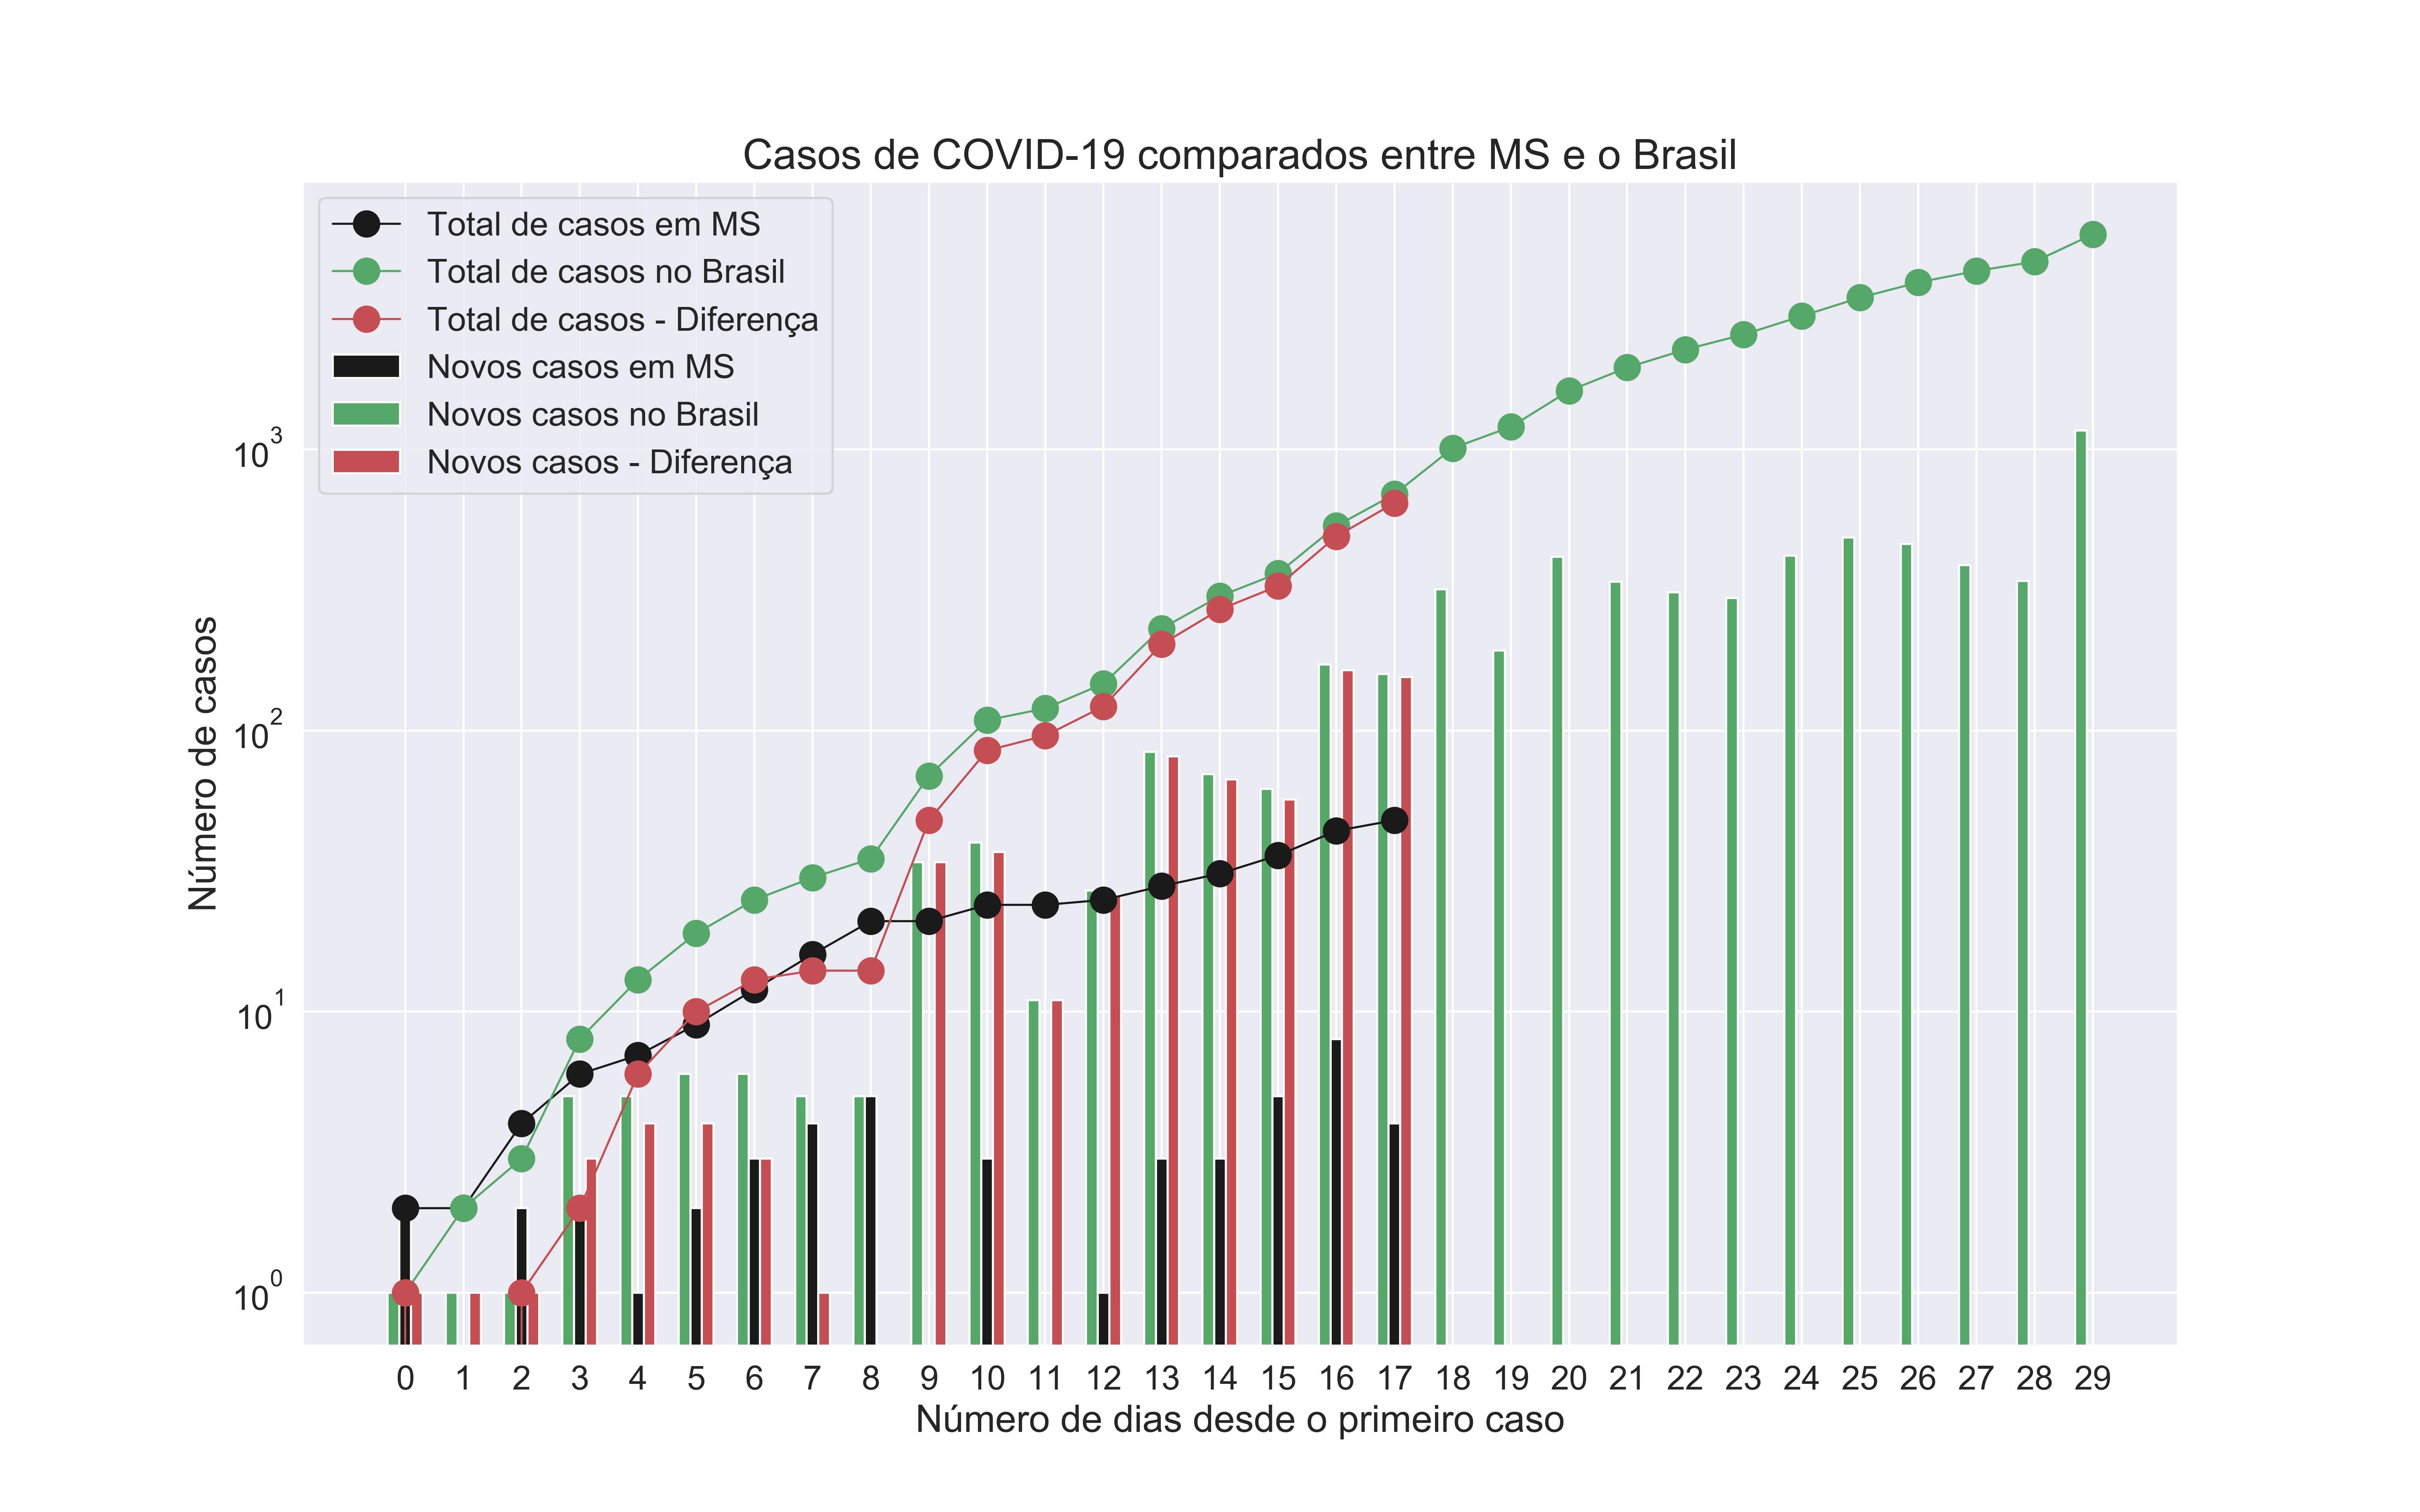 Casos de COVID-19 comparados entre MS e o Brasil
Total de casos em MS
Total de casos no Brasil
Total de casos - Diferença
Novos casos em MS
Novos casos no Brasil
Novos casos - Diferença
Número de casos
10³
10²
10¹
10⁰
0 1 2 3 4 5 6 7 8 9 10 11 12 13 14 15 16 17 18 19 20 21 22 23 24 25 26 27 28 29
Número de dias desde o primeiro caso